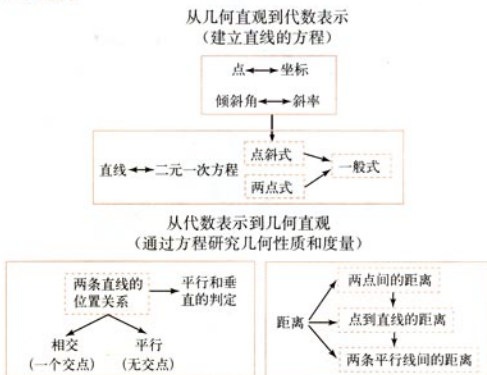 从几何直观到代数表示
(建立直线的方程)
点 坐标
倾斜角 斜率
直线 二元一次方程
点斜式
两点式
一般式
从代数表示到几何直观
(通过方程研究几何性质和度量)
两条直线的
位置关系
平行和垂
直的判定
相交
(一个交点)
平行
(无交点)
距离
两点间的距离
点到直线的距离
两条平行线间的距离